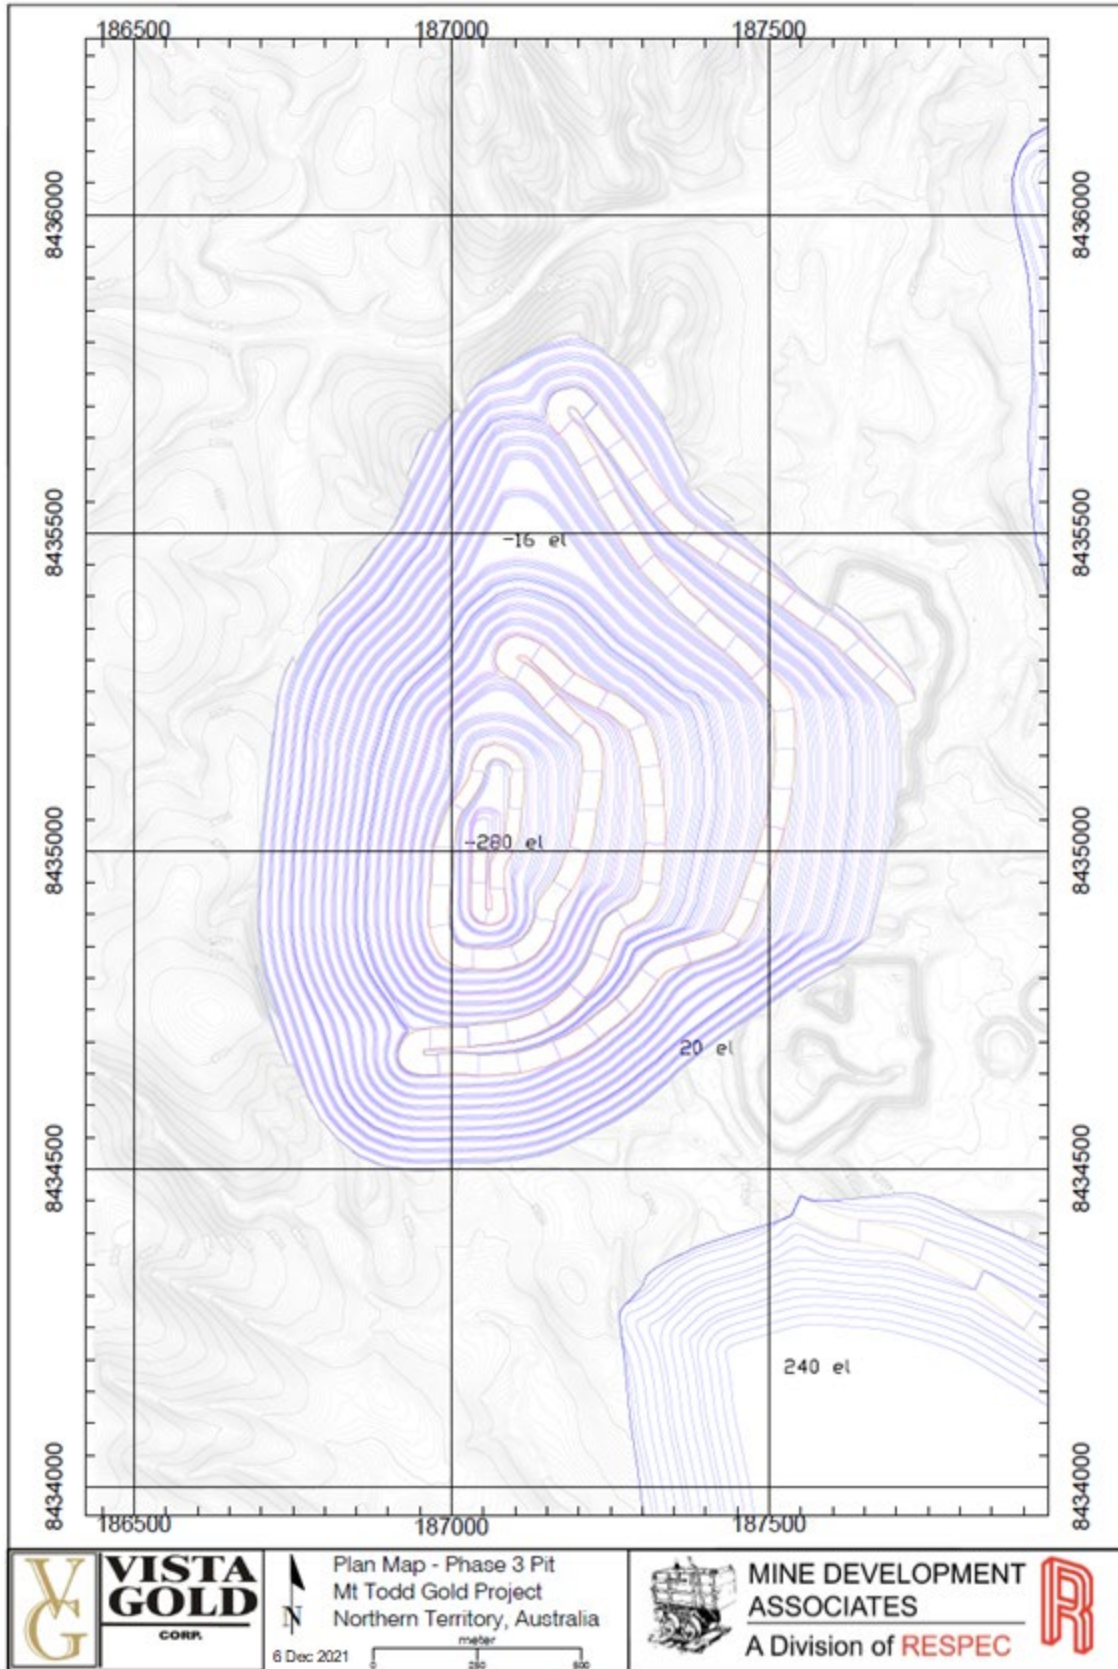 186500 187000 187500
8436000 8436000
8435500 8435500
-16 el
-280 el
8435000 8435000
20 el
8434500 8434500
240 el
8434000 8434000
186500 187000 187500
VG
VISTA
GOLD
CORP.
N
6 Dec 2021
Plan Map - Phase 3 Pit
Mt Todd Gold Project
Northern Territory, Australia
meter
0 250 500
MINE DEVELOPMENT
ASSOCIATES
A Division of RESPEC
R